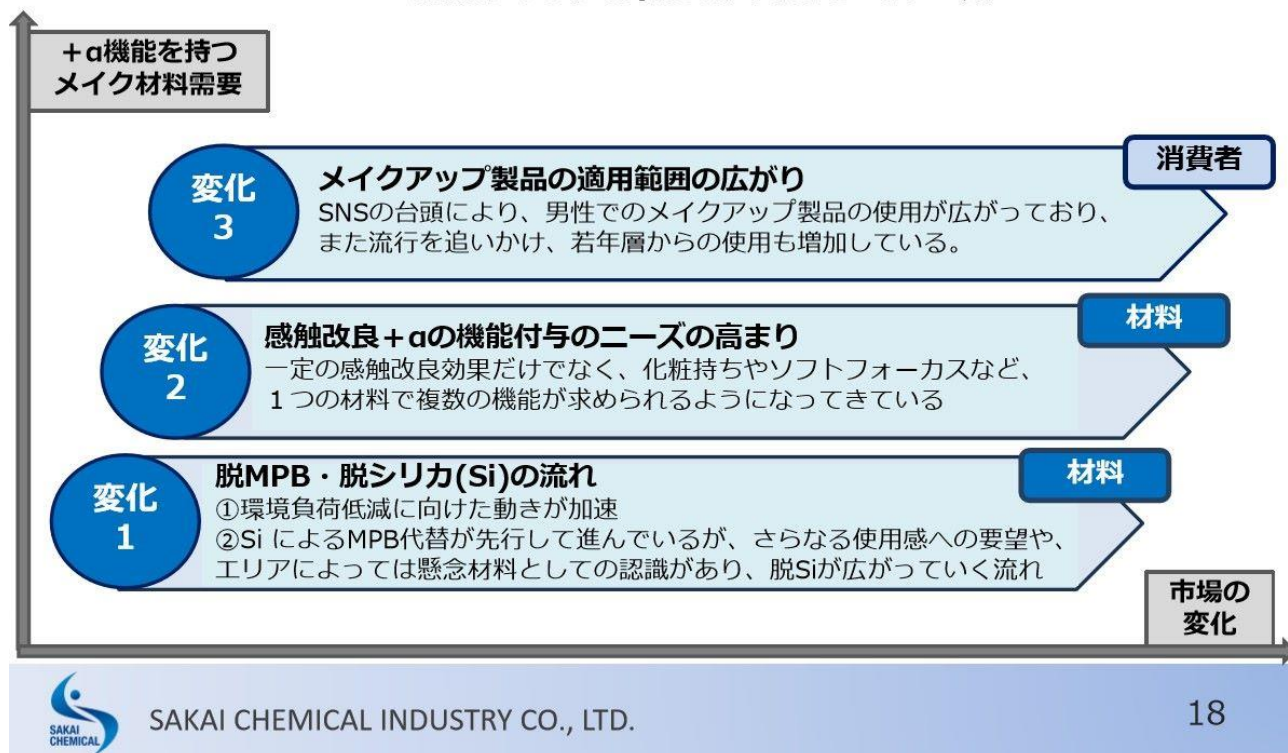 +α機能を持つ
メイク材料需要
消費者
変化
3
メイクアップ製品の適用範囲の広がり
SNSの台頭により、男性でのメイクアップ製品の使用が広がっており、
また流行を追いかけ、若年層からの使用も増加している。
材料
変化
2
感触改良+αの機能付与のニーズの高まり
一定の感触改良効果だけでなく、化粧持ちやソフトフォーカスなど、
1つの材料で複数の機能が求められるようになってきている
材料
変化
1
脱MPB・脱シリカ(Si)の流れ
①環境負荷低減に向けた動きが加速
②Si によるMPB代替が先行して進んでいるが、さらなる使用感への要望や、
エリアによっては懸念材料としての認識があり、脱Siが広がっていく流れ
市場の
変化
SAKAI
CHEMICAL
SAKAI CHEMICAL INDUSTRY CO., LTD.
18